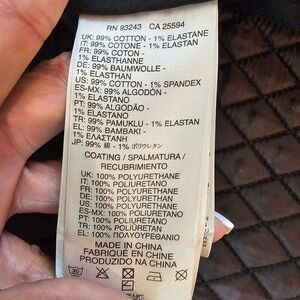 RN 93243 CA 25594
UK: 99% COTTON - 1% ELASTANE
IT: 99% COTONE - 1% ELASTAN
FR: 99% COTON -
1% ELASTHANNE
DE: 99% BAUMWOLLE -
1% ELASTHAN
US: 99% COTTON - 1% SPANDEX
ES-MX: 99% ALGODÓN -
1% ELASTANO
PT: 99% ALGODÃO -
1% ELASTANO
TR: 99% PAMUKLU - 1% ELASTAN
EL: 99% ΒΑΜΒΑΚΙ -
1% ΕΛΑΣΤΑΝΗ
JP: 99% 綿 - 1% ポリウレタン
COATING / SPALMATURA /
RECUBRIMIENTO
UK: 100% POLYURETHANE
IT: 100% POLIURETANO
FR: 100% POLYURETHANE
DE: 100% POLYURETHAN
US: 100% POLYURETHANE
ES-MX: 100% POLIURETANO
PT: 100% POLIURETANO
TR: 100% POLIURETAN
EL: 100% ΠΟΛΥΟΥΡΕΘΑΝΙΟ
MADE IN CHINA
FABRIQUÉ EN CHINE
PRODUZIDO NA CHINA
30